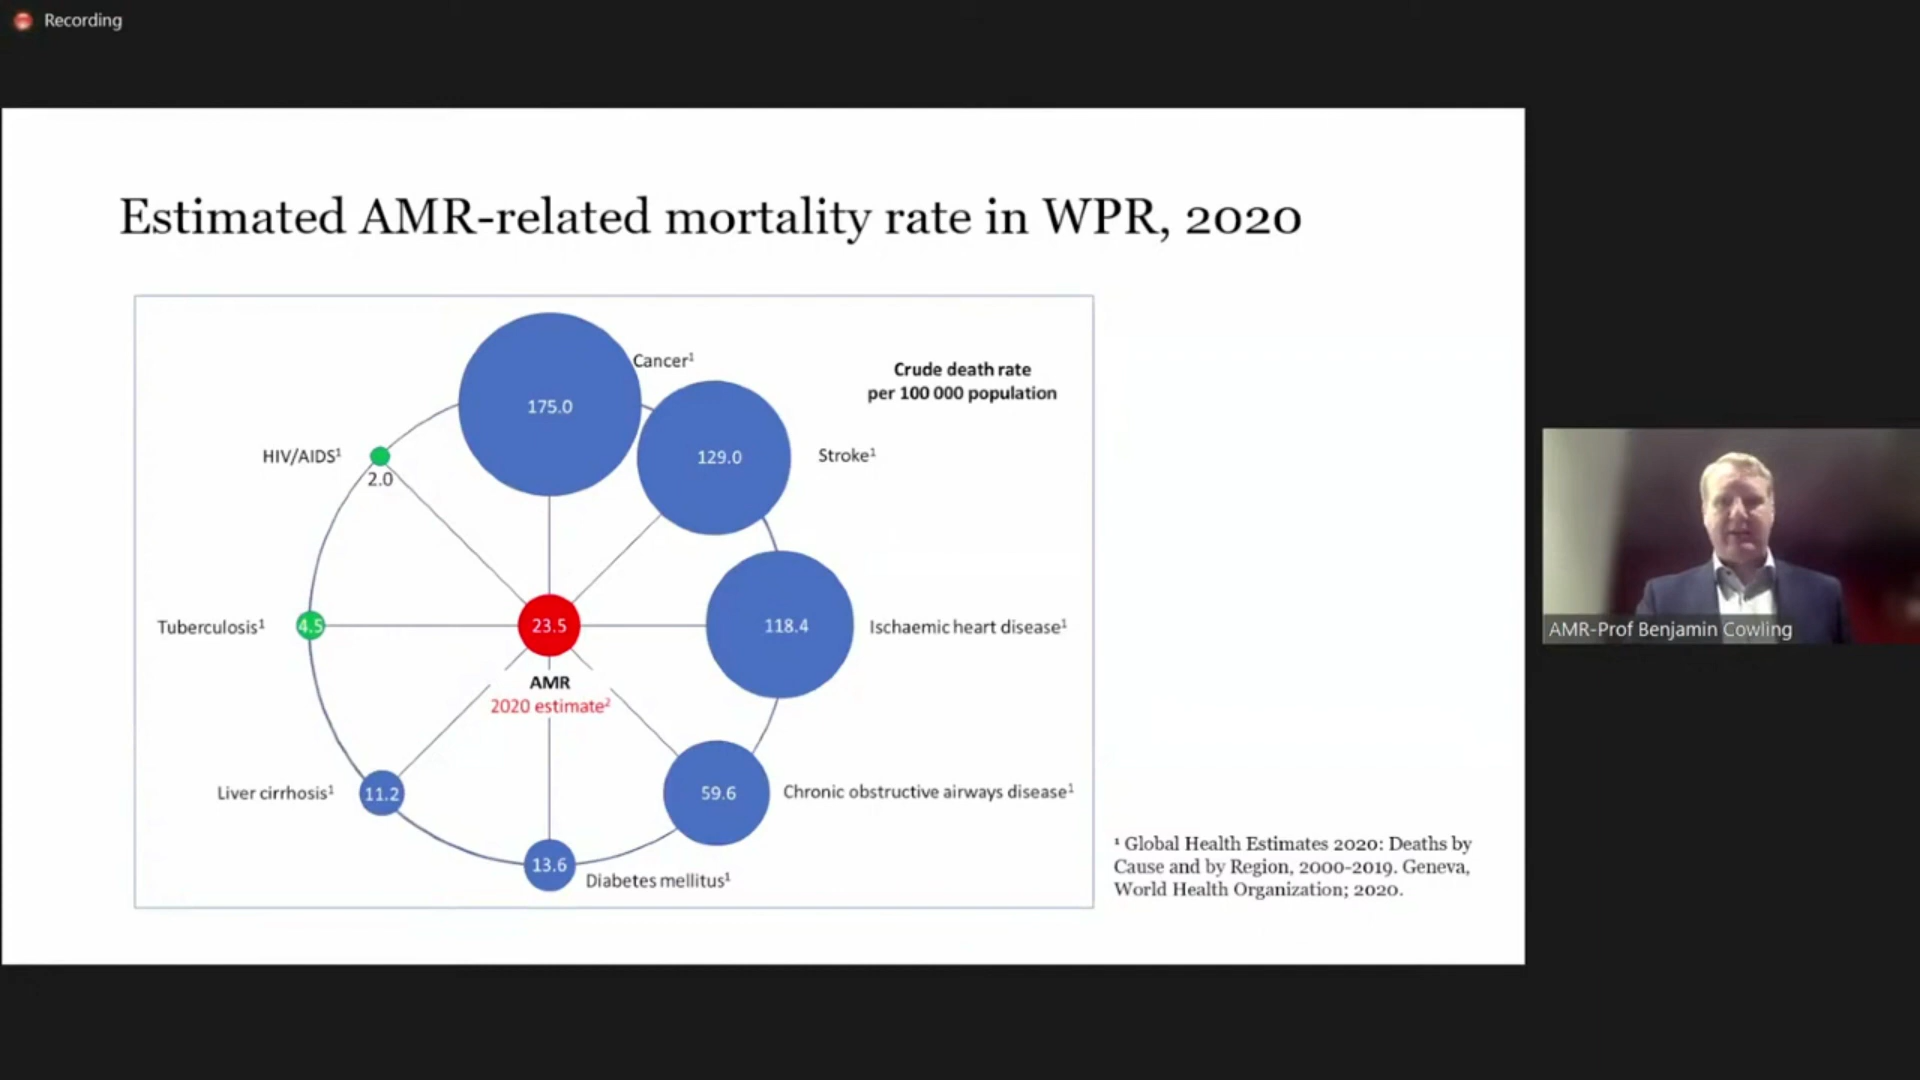 Recording
Estimated AMR-related mortality rate in WPR, 2020
Crude death rate
per 100 000 population
Cancer¹
175.0
Stroke¹
129.0
HIV/AIDS¹
2.0
Tuberculosis¹
4.5
23.5
AMR
2020 estimate²
118.4
Ischaemic heart disease¹
Liver cirrhosis¹
11.2
59.6
Chronic obstructive airways disease¹
13.6
Diabetes mellitus¹
¹ Global Health Estimates 2020: Deaths by
Cause and by Region, 2000-2019. Geneva,
World Health Organization; 2020.
AMR-Prof Benjamin Cowling